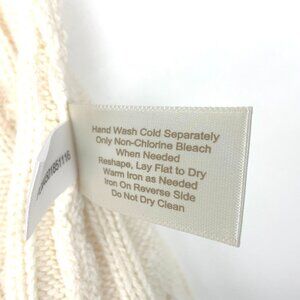 Hand Wash Cold Separately
Only Non-Chlorine Bleach
When Needed
Reshape, Lay Flat to Dry
Warm Iron as Needed
Iron On Reverse Side
Do Not Dry Clean